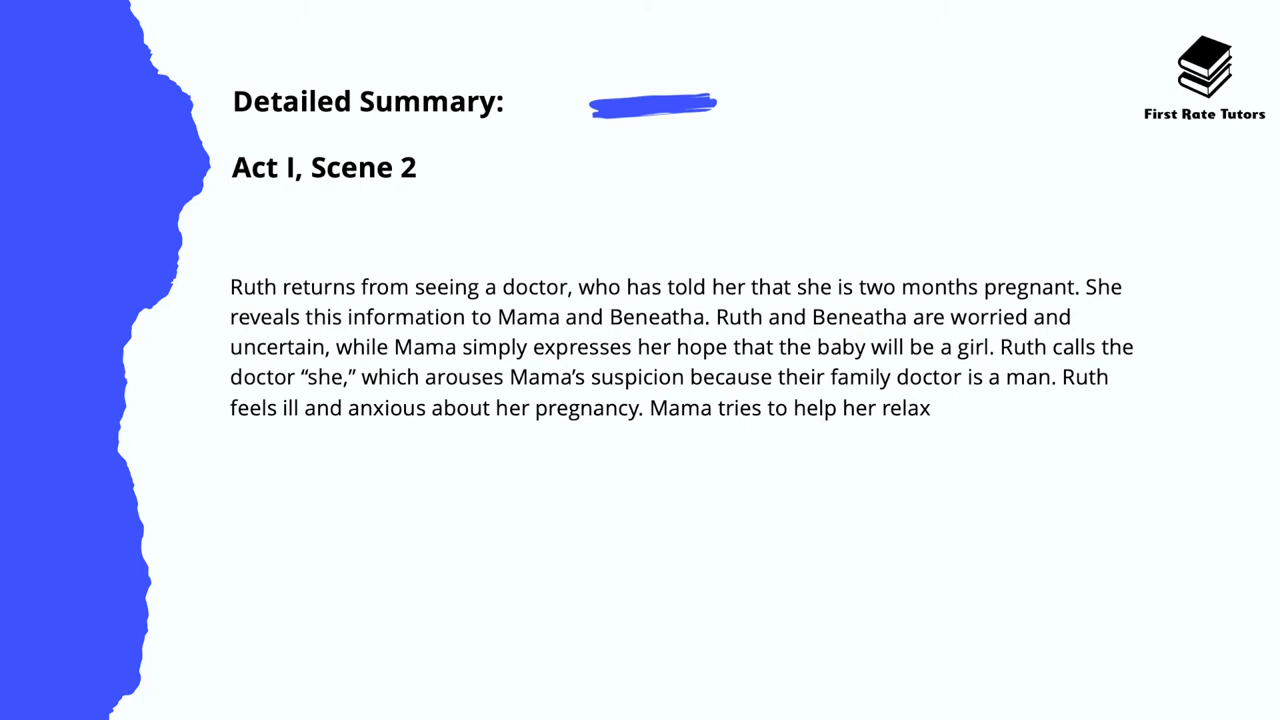 Detailed Summary:
First Rate Tutors
Act I, Scene 2
Ruth returns from seeing a doctor, who has told her that she is two months pregnant. She
reveals this information to Mama and Beneatha. Ruth and Beneatha are worried and
uncertain, while Mama simply expresses her hope that the baby will be a girl. Ruth calls the
doctor “she,” which arouses Mama’s suspicion because their family doctor is a man. Ruth
feels ill and anxious about her pregnancy. Mama tries to help her relax